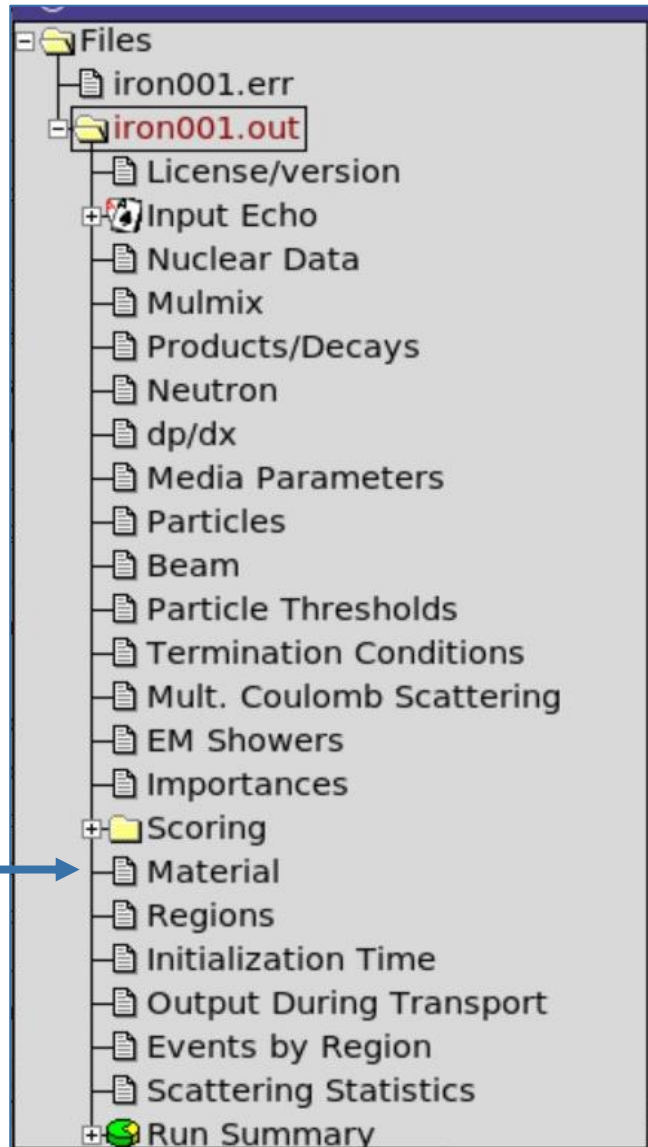 Files
iron001.err
iron001.out
License/version
Input Echo
Nuclear Data
Mulmix
Products/Decays
Neutron
dp/dx
Media Parameters
Particles
Beam
Particle Thresholds
Termination Conditions
Mult. Coulomb Scattering
EM Showers
Importances
Scoring
Material
Regions
Initialization Time
Output During Transport
Events by Region
Scattering Statistics
Run Summary